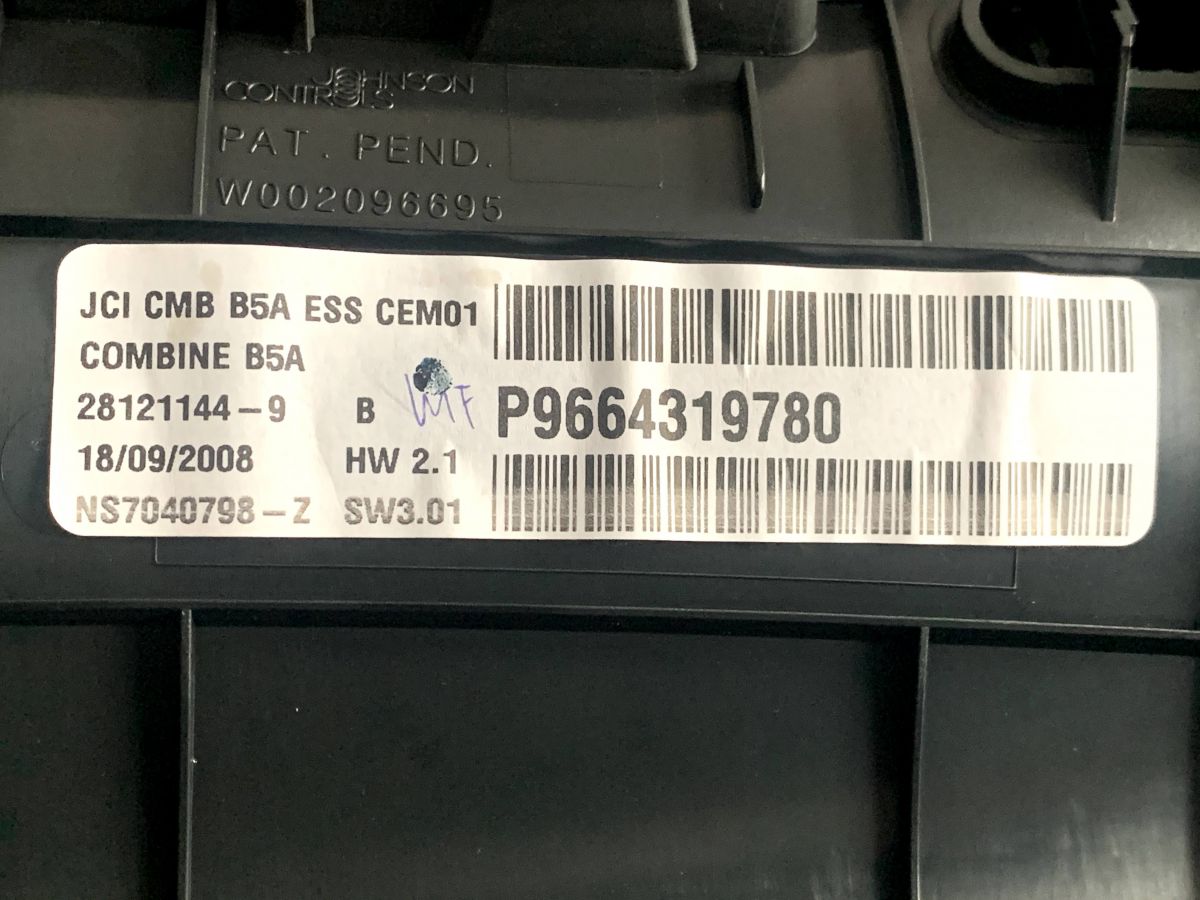 JOHNSON
CONTROLS
PAT. PEND.
W002096695
JCI CMB B5A ESS CEM01
COMBINE B5A
28121144-9 B
P9664319780
18/09/2008 HW 2.1
NS7040798-Z SW3.01